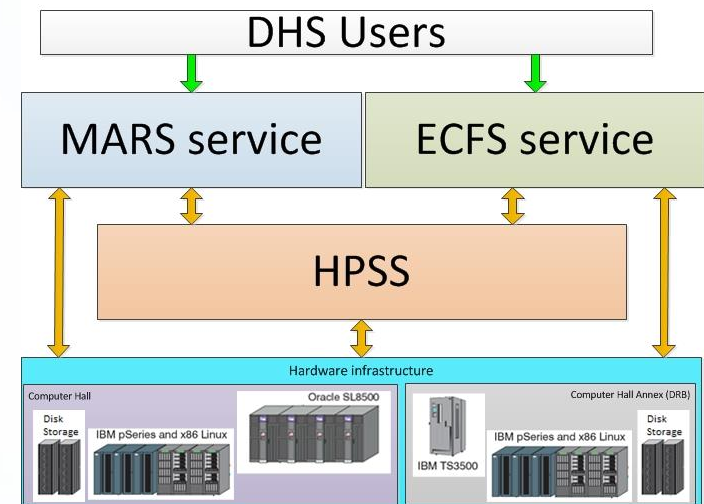 DHS Users
MARS service
ECFS service
HPSS
Hardware infrastructure
Computer Hall
Oracle SL8500
Disk
Storage
IBM pSeries and x86 Linux
Computer Hall Annex (DRB)
IBM TS3500
IBM pSeries and x86 Linux
Disk
Storage